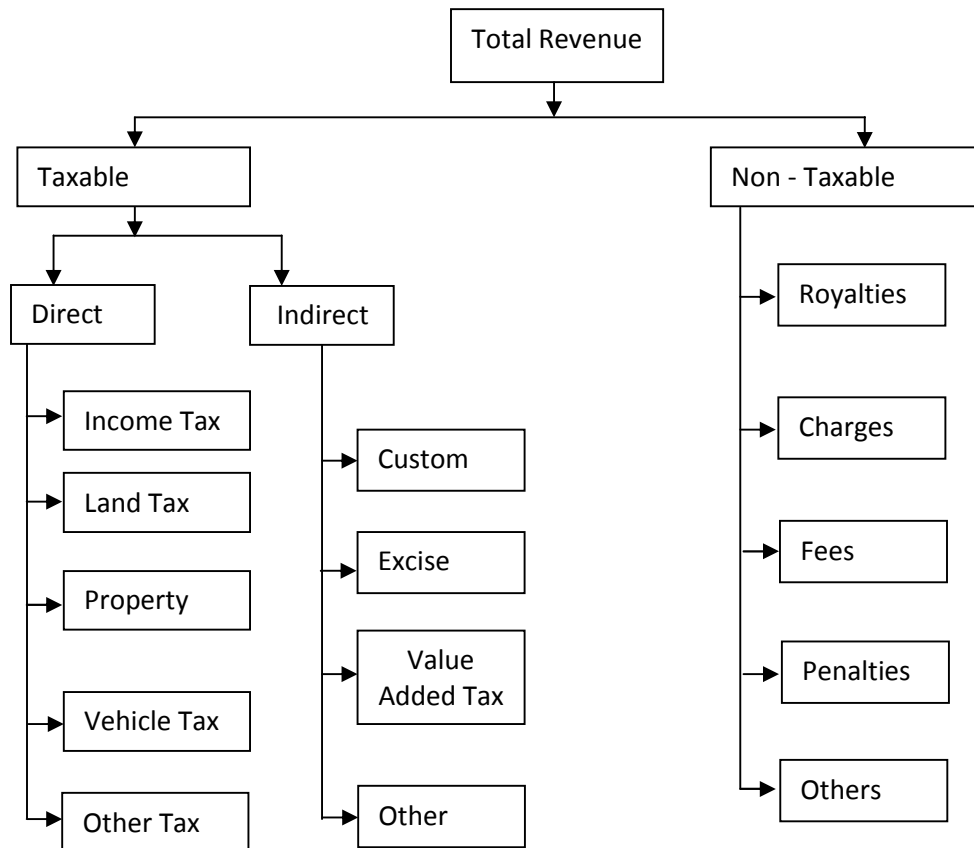 Total Revenue
Taxable
Non - Taxable
Direct
Indirect
Royalties
Income Tax
Charges
Custom
Land Tax
Excise
Fees
Property
Value
Added Tax
Penalties
Vehicle Tax
Others
Other
Other Tax